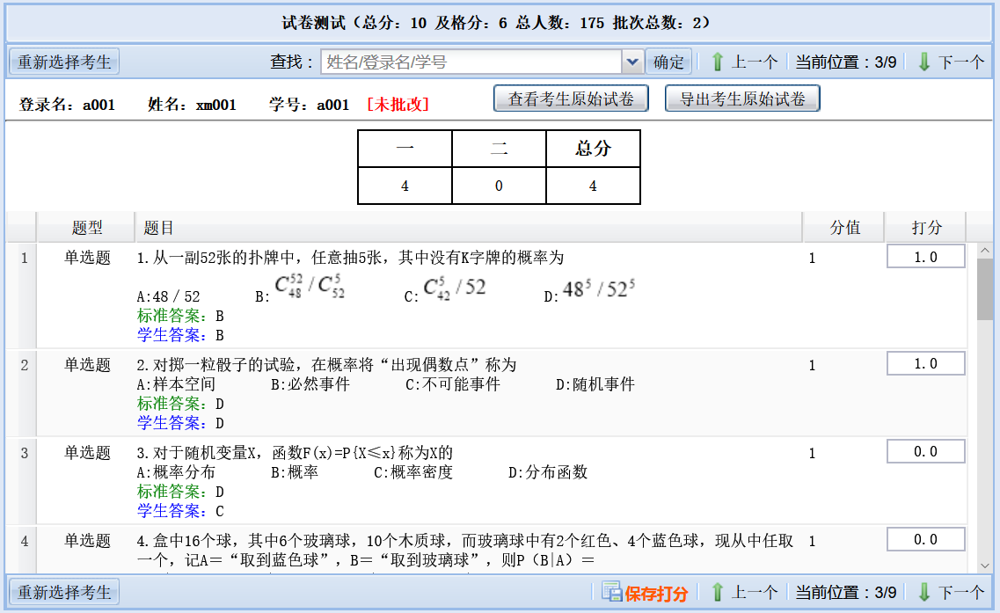 试卷测试（总分：10 及格分：6 总人数：175 批次总数：2）
重新选择考生 查找： 姓名/登录名/学号 确定 上一个 当前位置：3/9 下一个
登录名：a001 姓名：xm001 学号：a001 [未批改] 查看考生原始试卷 导出考生原始试卷
一 二 总分
4 0 4
题型 题目 分值 打分
1 单选题 1.从一副52张的扑牌中，任意抽5张，其中没有K字牌的概率为 1 1.0
A:48 / 52 B: C_{48}^{52} / C_{52}^{5} C: C_{42}^{5} / 52 D: 48^5 / 52^5
标准答案：B
学生答案：B
2 单选题 2.对掷一粒骰子的试验，在概率将“出现偶数点”称为 1 1.0
A:样本空间 B:必然事件 C:不可能事件 D:随机事件
标准答案：D
学生答案：D
3 单选题 3.对于随机变量X，函数F(x)=P{X≤x}称为X的 1 0.0
A:概率分布 B:概率 C:概率密度 D:分布函数
标准答案：D
学生答案：C
4 单选题 4.盒中16个球，其中6个玻璃球，10个木质球，而玻璃球中有2个红色、4个蓝色球，现从中任取 1 0.0
一个，记A＝“取到蓝色球”，B＝“取到玻璃球”，则P（B|A）＝
重新选择考生 保存打分 上一个 当前位置：3/9 下一个